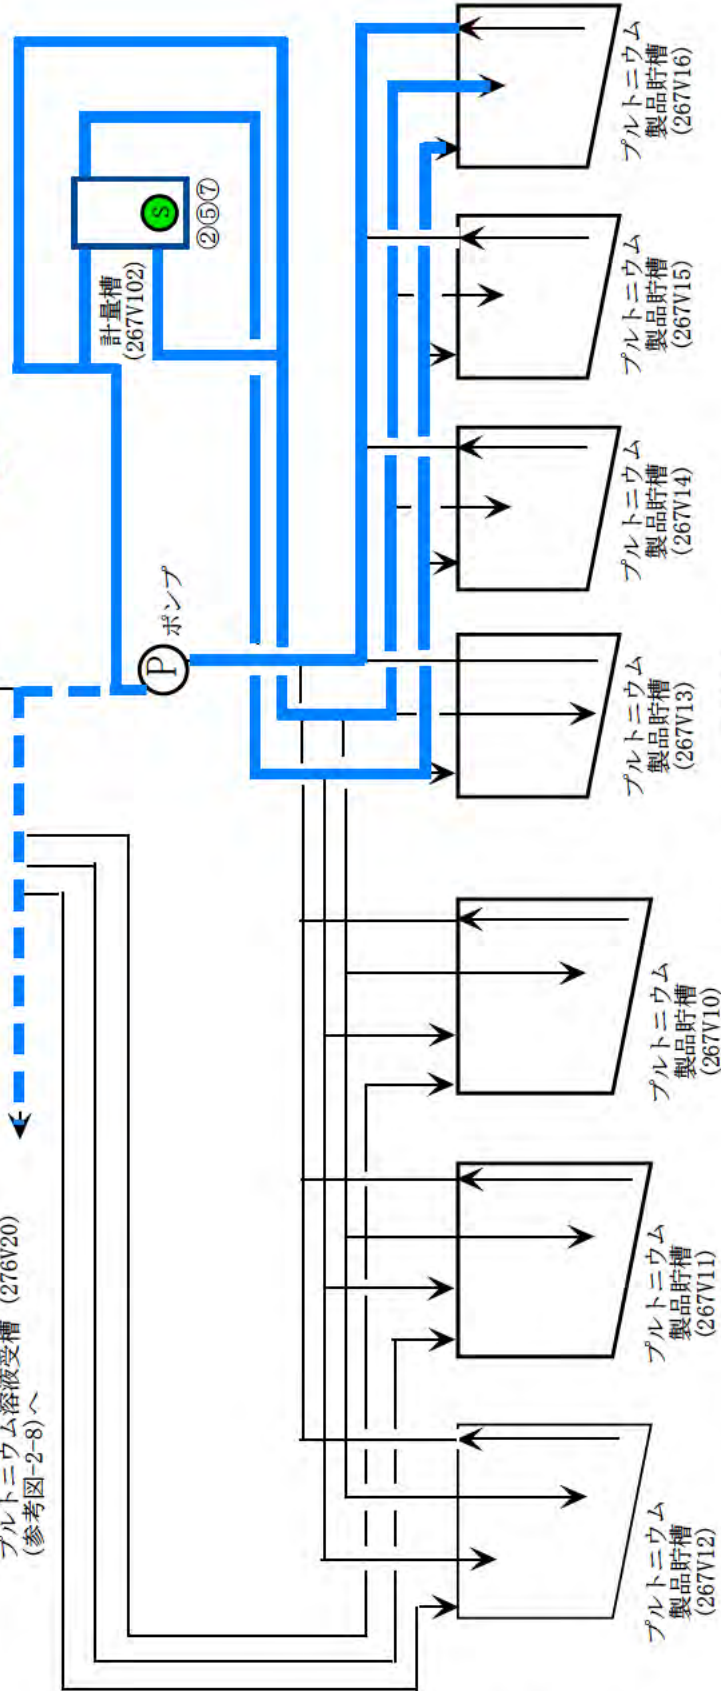 プルトニウム溶液受槽 (276V20)
(参考図-2-8)へ
計量槽
(267V102)
S
②⑤⑦
P
ポンプ
プルトニウム
製品貯槽
(267V12)
プルトニウム
製品貯槽
(267V11)
プルトニウム
製品貯槽
(267V10)
プルトニウム
製品貯槽
(267V13)
プルトニウム
製品貯槽
(267V14)
プルトニウム
製品貯槽
(267V15)
プルトニウム
製品貯槽
(267V16)